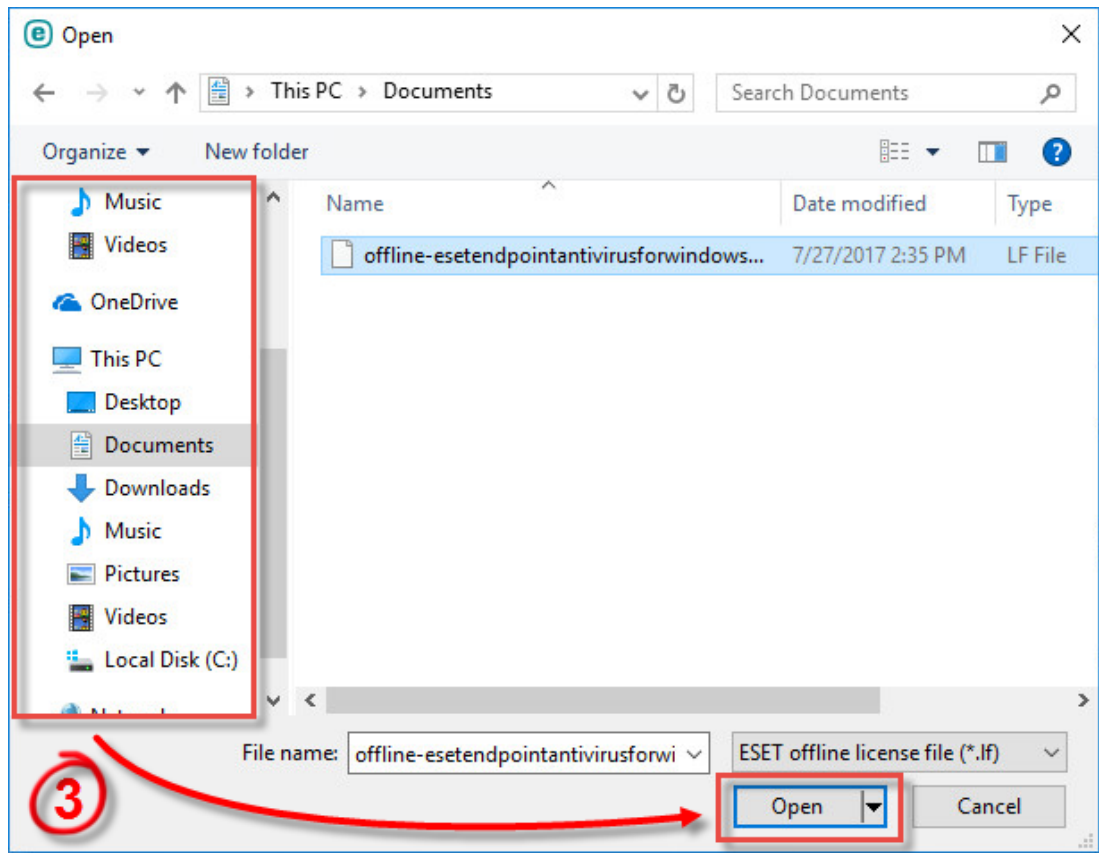 Open
This PC > Documents
Search Documents
Organize
New folder
Name
Date modified
Type
Music
Videos
OneDrive
This PC
Desktop
Documents
Downloads
Music
Pictures
Videos
Local Disk (C:)
offline-esetendpointantivirusforwindows... 7/27/2017 2:35 PM LF File
File name: offline-esetendpointantivirusforwi
ESET offline license file (*.lf)
3
Open
Cancel